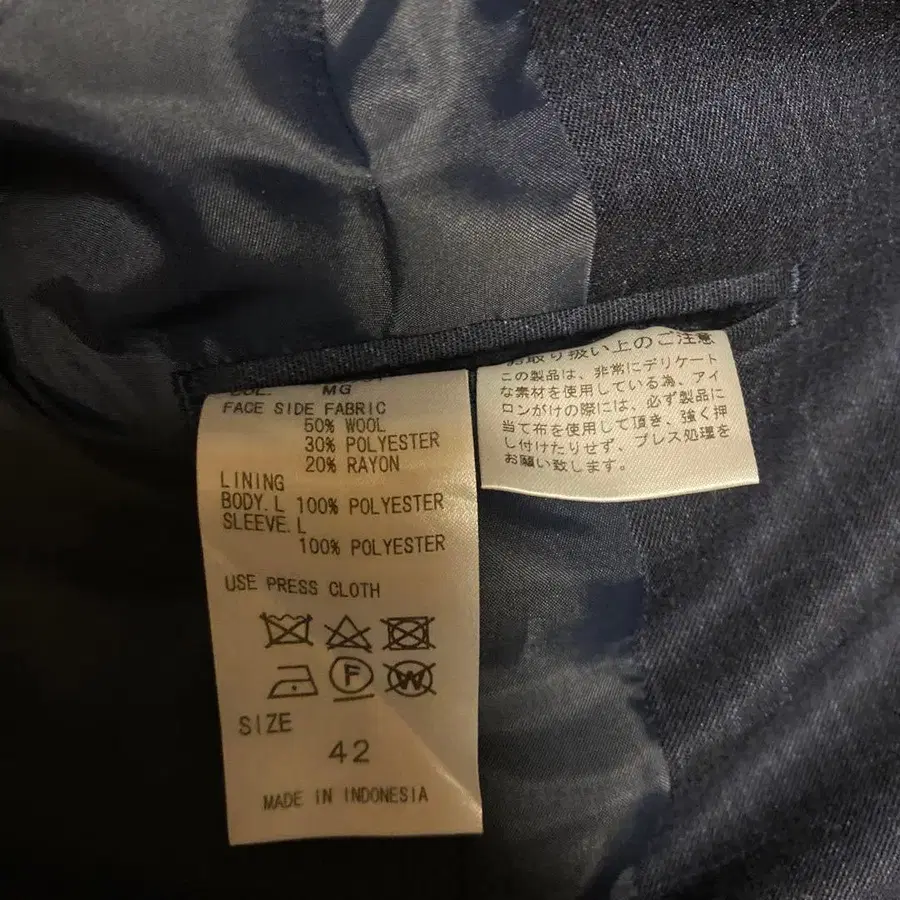 MG
FACE SIDE FABRIC
50% WOOL
30% POLYESTER
20% RAYON
LINING
BODY.L 100% POLYESTER
SLEEVE.L
100% POLYESTER
USE PRESS CLOTH
F W
SIZE
42
MADE IN INDONESIA
取り扱い上のご注意
この製品は、非常にデリケート
な素材を使用している為、アイ
ロンがけの際には、必ず製品に
当て布を使用して頂き、強く押
し付けたりせず、プレス処理を
お願い致します。